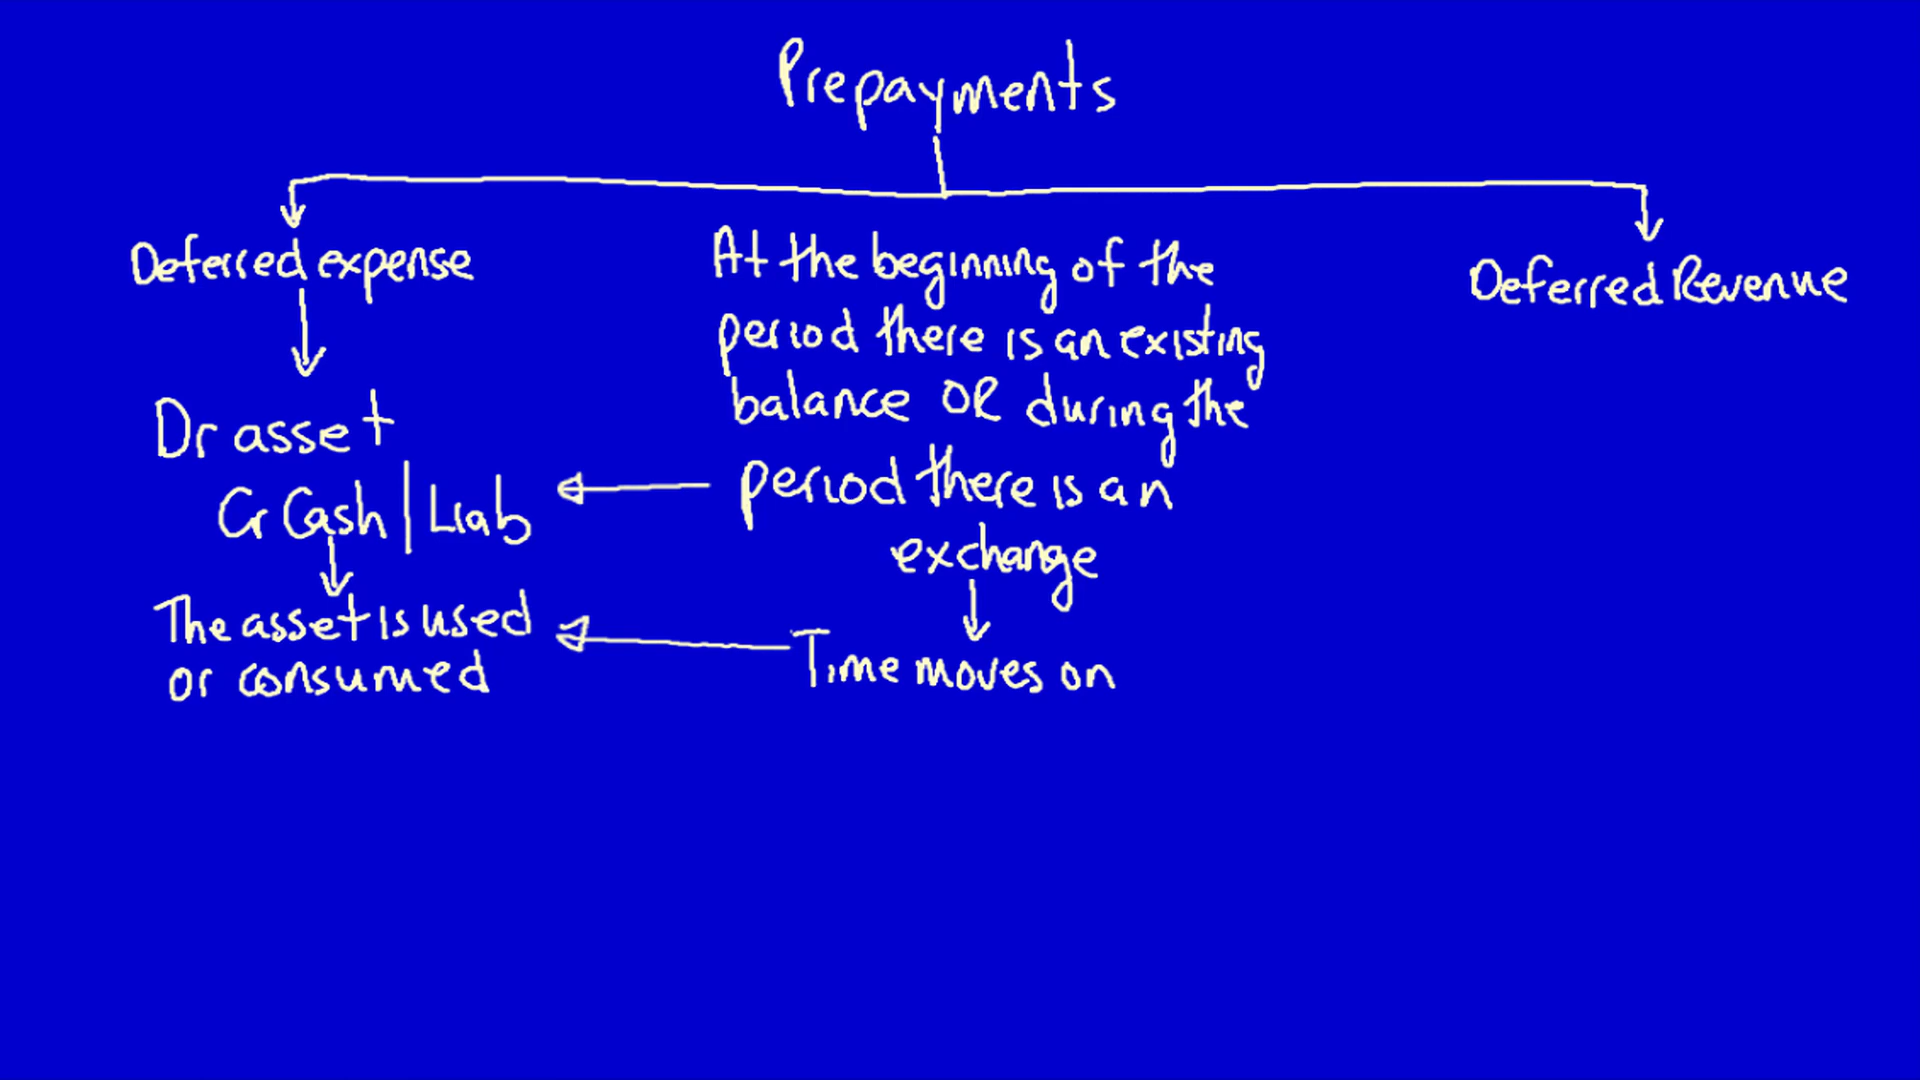 Prepayments
Deferred expense
Dr asset
Cr Cash | Liab
The asset is used
or consumed
At the beginning of the
period there is an existing
balance OR during the
period there is an
exchange
Time moves on
Deferred Revenue